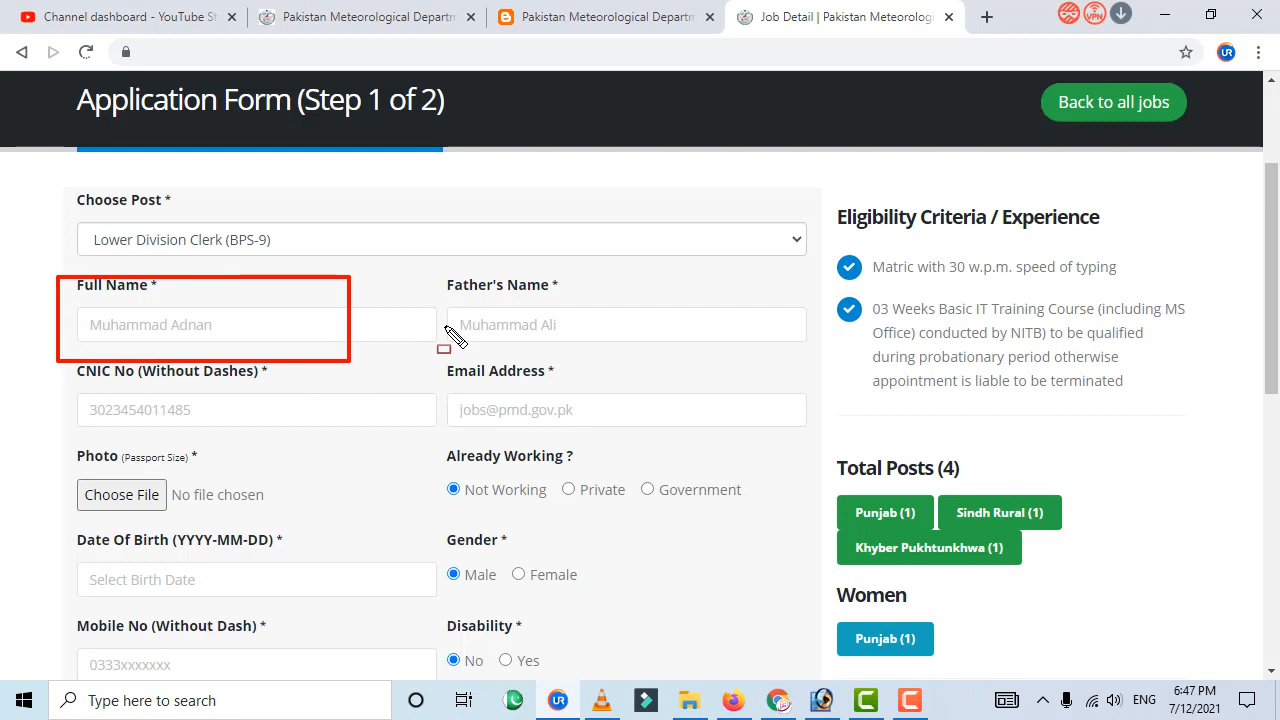 Channel dashboard - YouTube St
Pakistan Meteorological Departm
Pakistan Meteorological Departm
Job Detail | Pakistan Meteorologi
VPN
UR
Application Form (Step 1 of 2)
Back to all jobs
Choose Post *
Lower Division Clerk (BPS-9)
Full Name *
Father's Name *
Muhammad Adnan
Muhammad Ali
CNIC No (Without Dashes) *
Email Address *
3023454011485
jobs@pmd.gov.pk
Photo (Passport Size) *
Already Working ?
Choose File No file chosen
Not Working Private Government
Date Of Birth (YYYY-MM-DD) *
Gender *
Select Birth Date
Male Female
Mobile No (Without Dash) *
Disability *
0333xxxxxxx
No Yes
Eligibility Criteria / Experience
Matric with 30 w.p.m. speed of typing
03 Weeks Basic IT Training Course (including MS
Office) conducted by NITB) to be qualified
during probationary period otherwise
appointment is liable to be terminated
Total Posts (4)
Punjab (1) Sindh Rural (1)
Khyber Pukhtunkhwa (1)
Women
Punjab (1)
Type here to search
UR
ENG
6:47 PM
7/12/2021